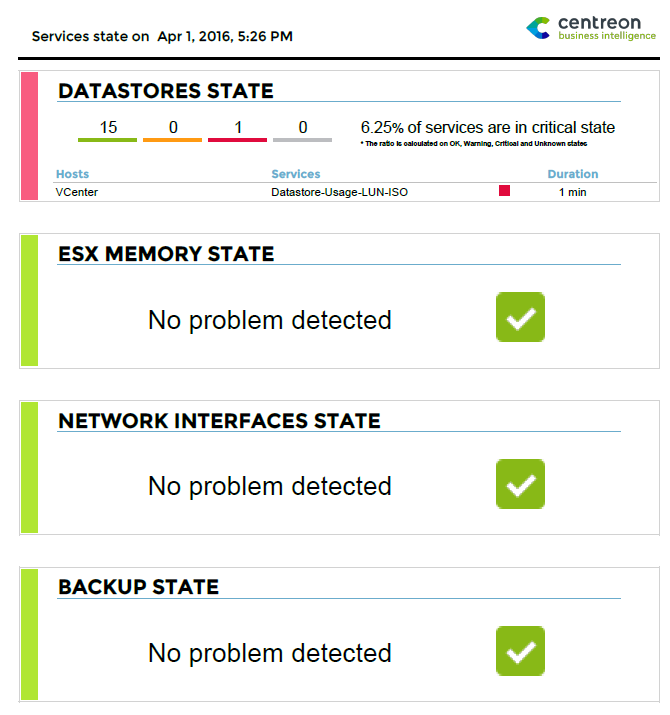 Services state on Apr 1, 2016, 5:26 PM
centreon
business intelligence
DATASTORES STATE
15 0 1 0
6.25% of services are in critical state
* The ratio is calculated on OK, Warning, Critical and Unknown states
Hosts Services Duration
VCenter Datastore-Usage-LUN-ISO 1 min
ESX MEMORY STATE
No problem detected
NETWORK INTERFACES STATE
No problem detected
BACKUP STATE
No problem detected